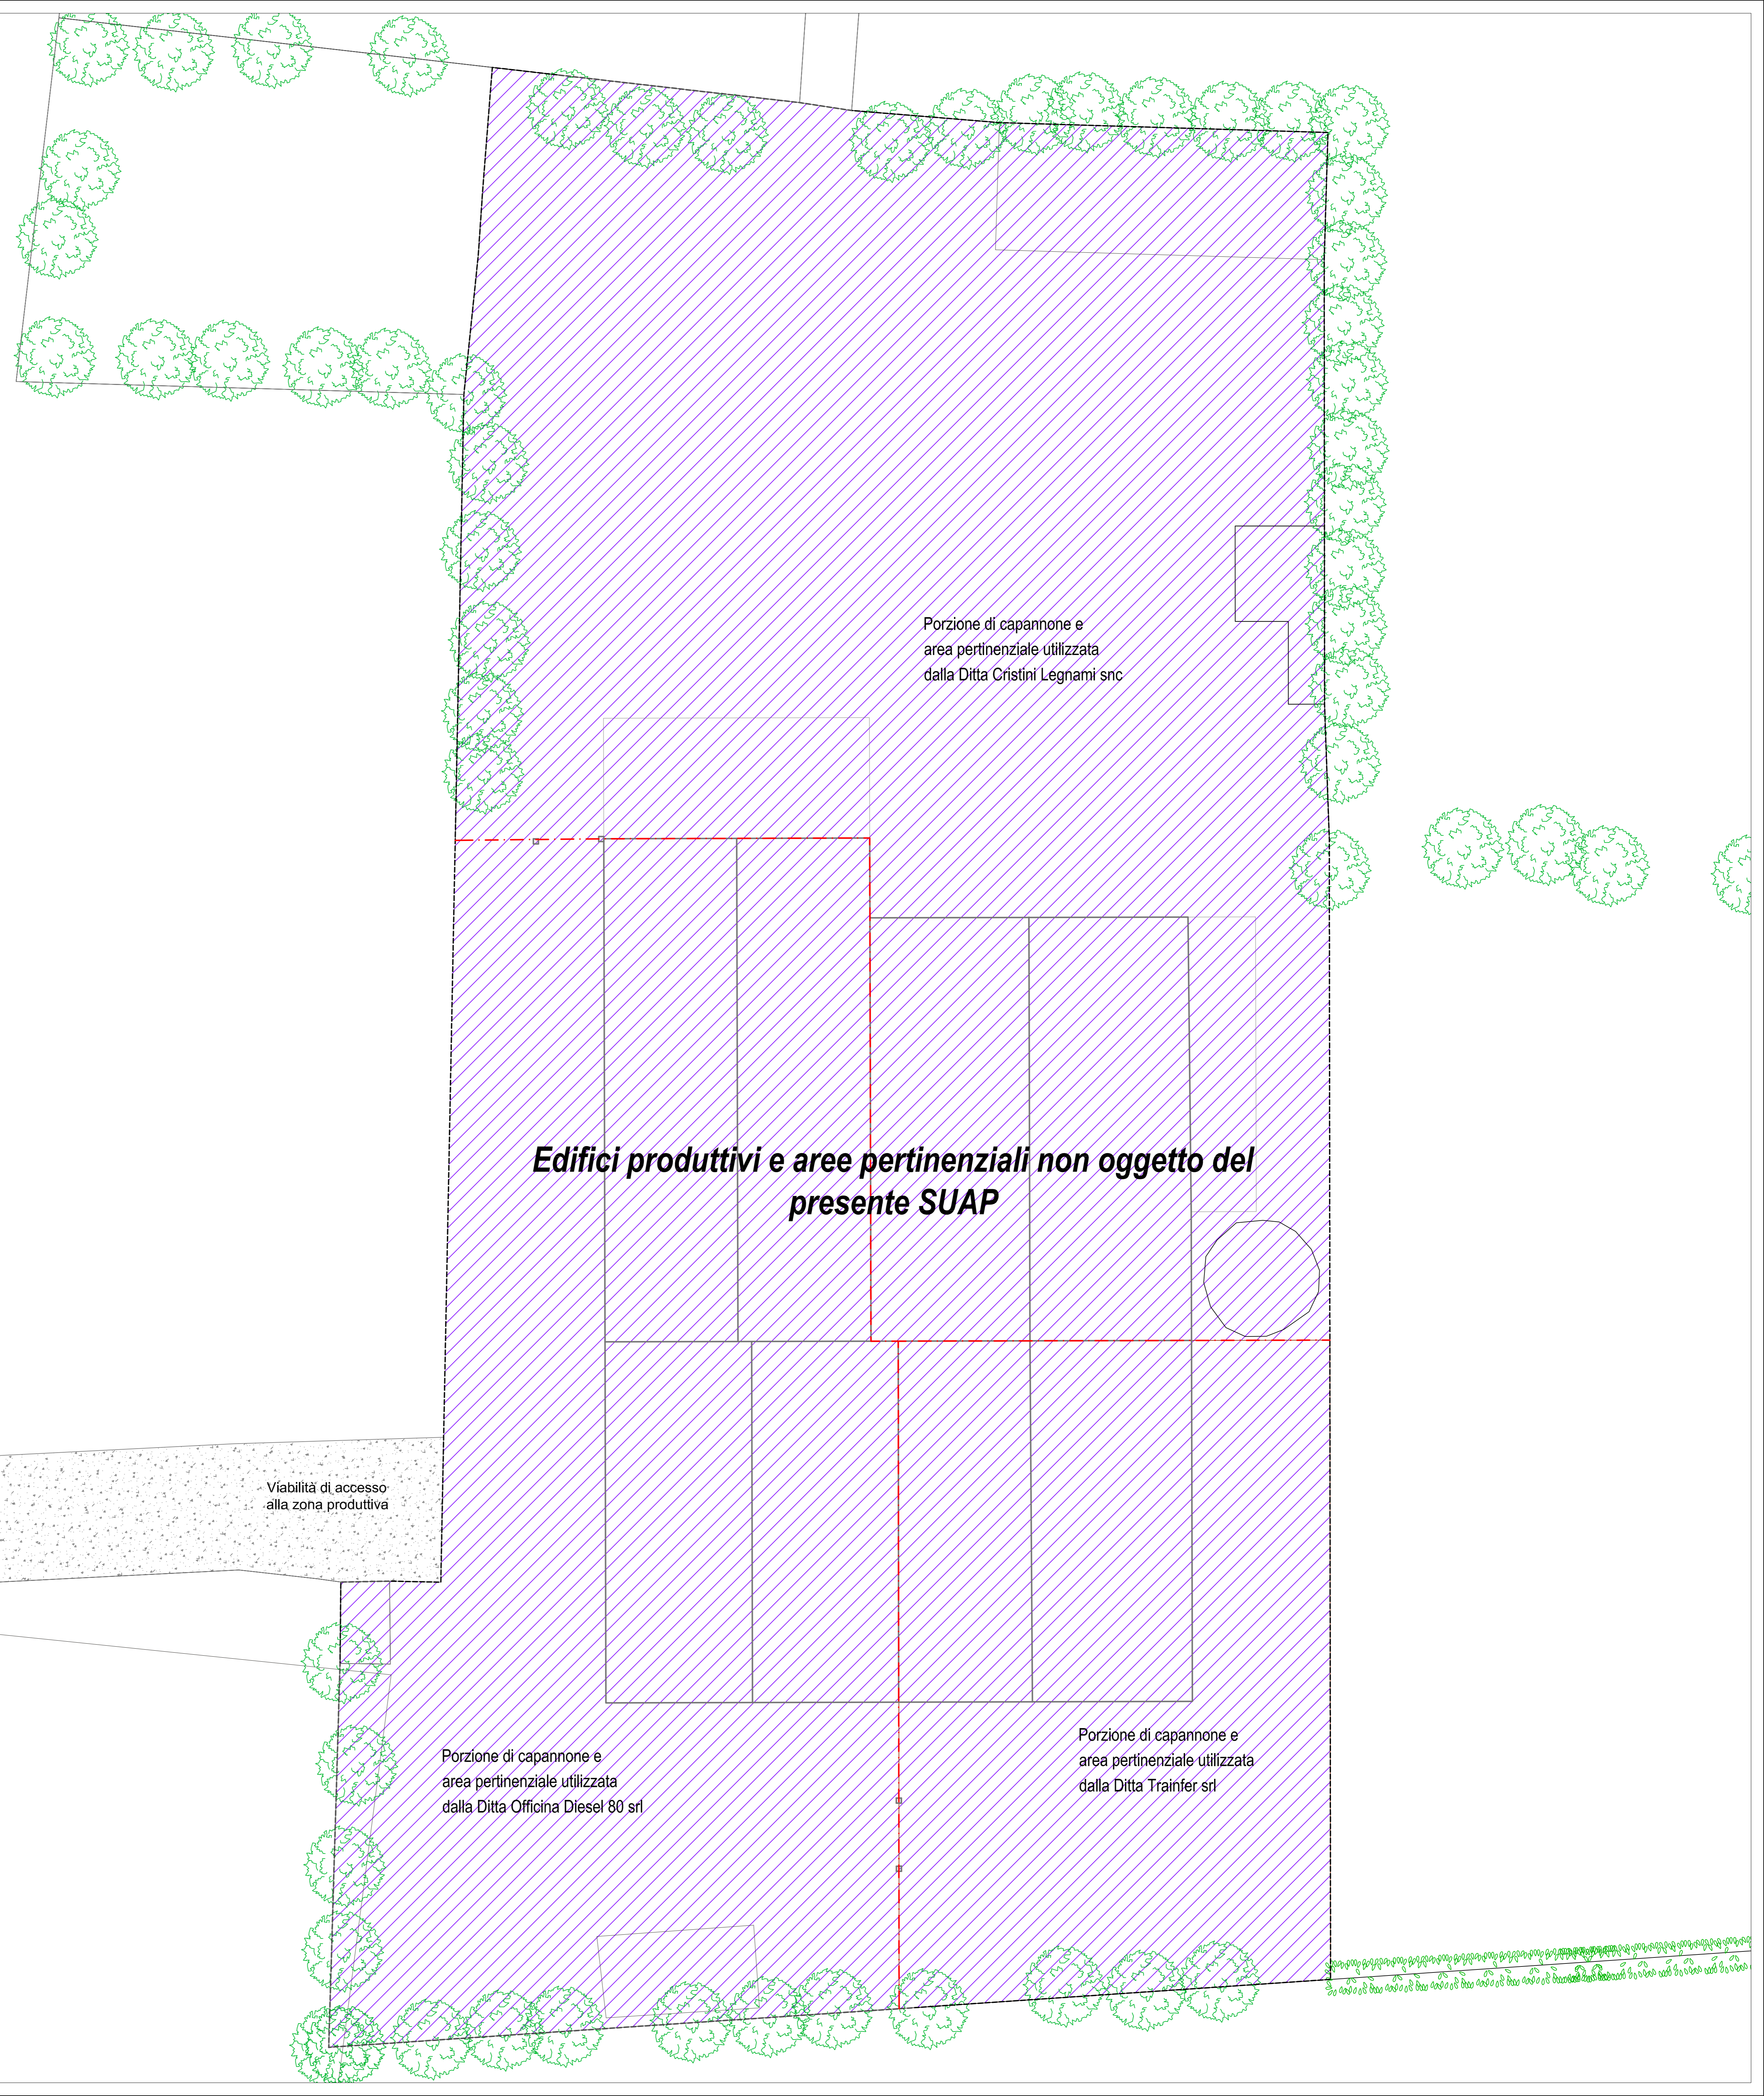 Porzione di capannone e
area pertinenziale utilizzata
dalla Ditta Cristini Legnami snc
Edifici produttivi e aree pertinenziali non oggetto del
presente SUAP
Viabilità di accesso
alla zona produttiva
Porzione di capannone e
area pertinenziale utilizzata
dalla Ditta Officina Diesel 80 srl
Porzione di capannone e
area pertinenziale utilizzata
dalla Ditta Trainfer srl